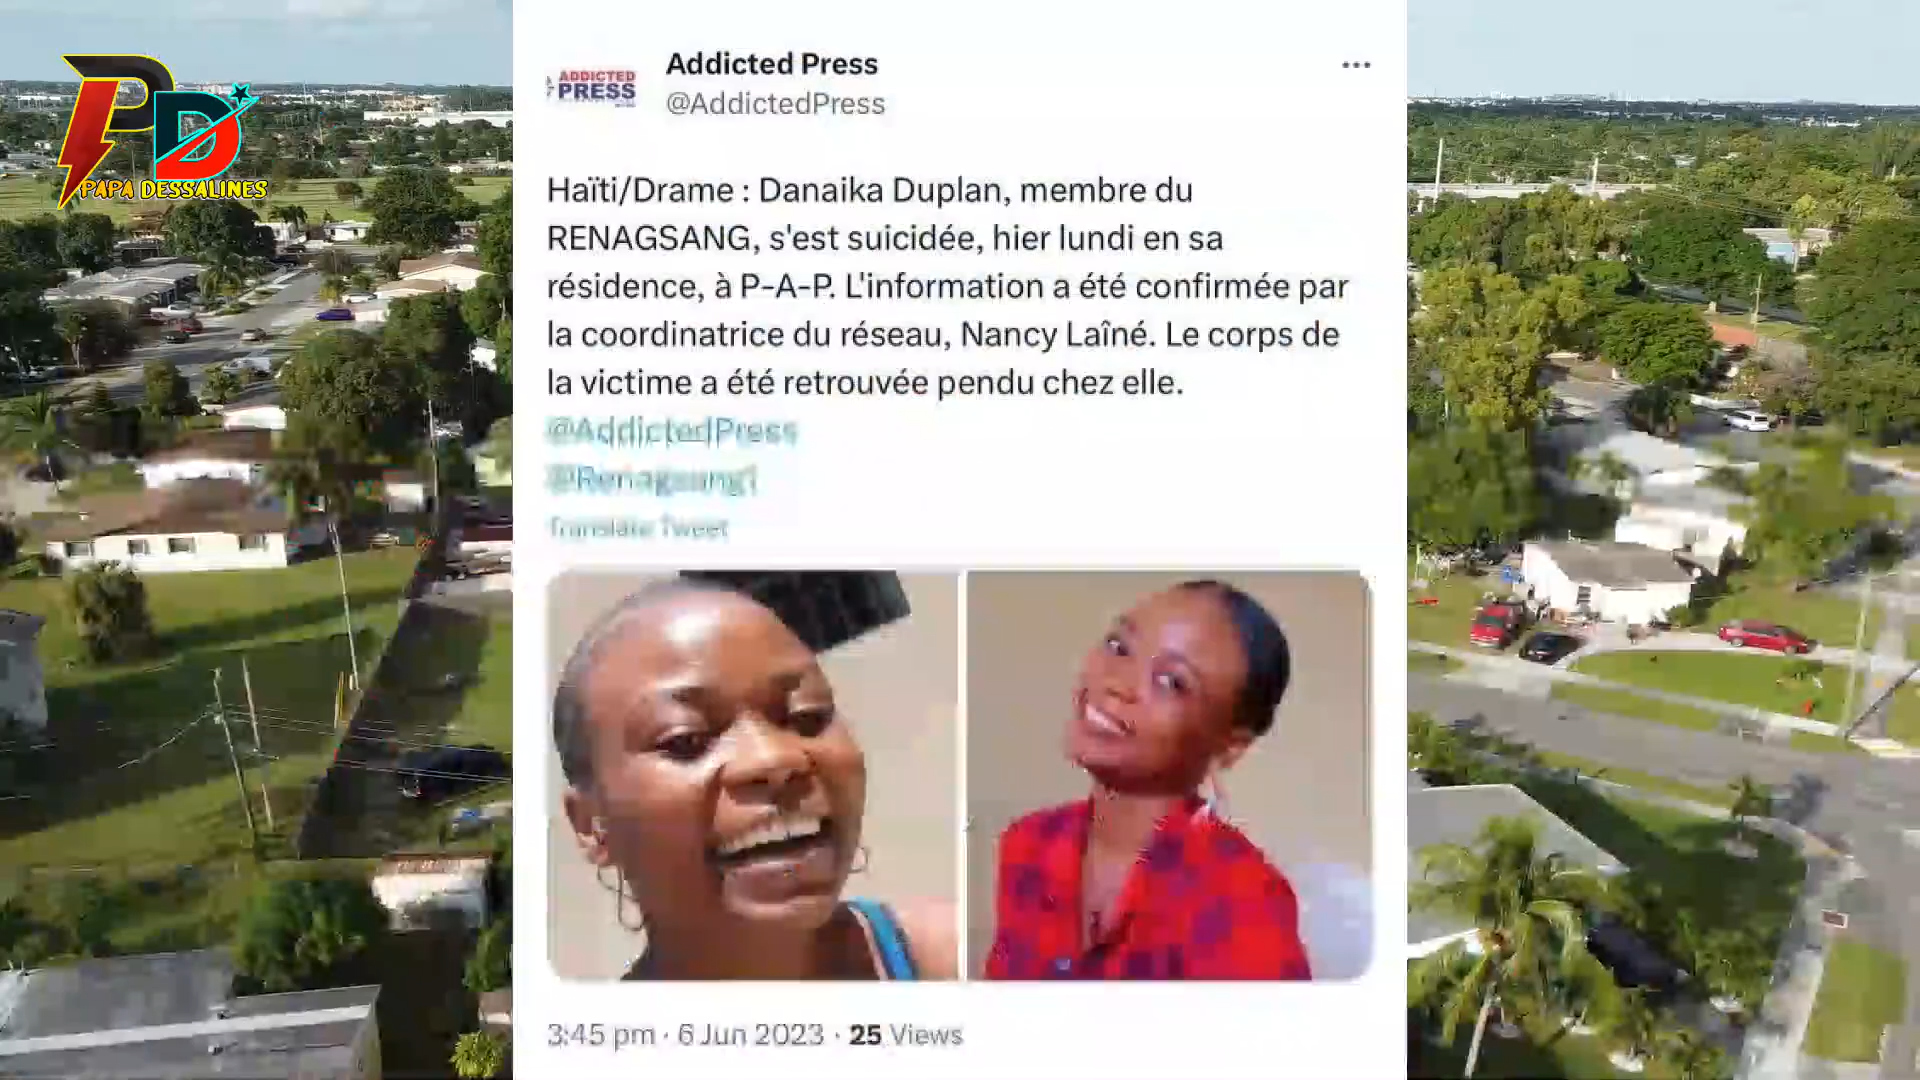 PD
PAPA DESSALINES
ADDICTED
PRESS
Addicted Press
@AddictedPress
Haïti/Drame : Danaika Duplan, membre du
RENAGSANG, s'est suicidée, hier lundi en sa
résidence, à P-A-P. L'information a été confirmée par
la coordinatrice du réseau, Nancy Laîné. Le corps de
la victime a été retrouvée pendu chez elle.
@AddictedPress
@Renagsang1
Translate Tweet
3:45 pm · 6 Jun 2023 · 25 Views